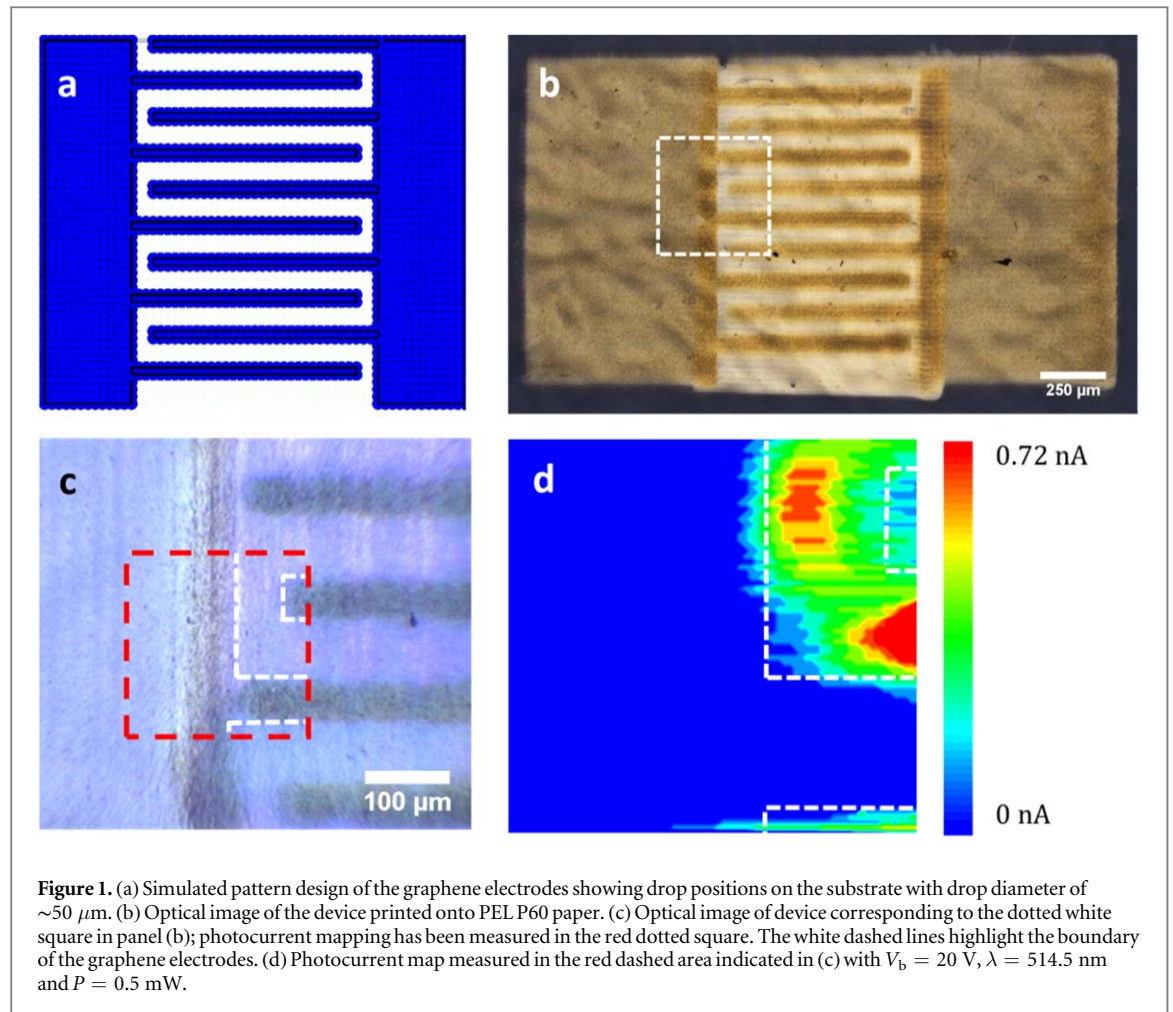 a
b
250 µm
c
100 µm
d
0.72 nA
0 nA
Figure 1. (a) Simulated pattern design of the graphene electrodes showing drop positions on the substrate with drop diameter of
~50 μm. (b) Optical image of the device printed onto PEL P60 paper. (c) Optical image of device corresponding to the dotted white
square in panel (b); photocurrent mapping has been measured in the red dotted square. The white dashed lines highlight the boundary
of the graphene electrodes. (d) Photocurrent map measured in the red dashed area indicated in (c) with Vb = 20 V, λ = 514.5 nm
and P = 0.5 mW.